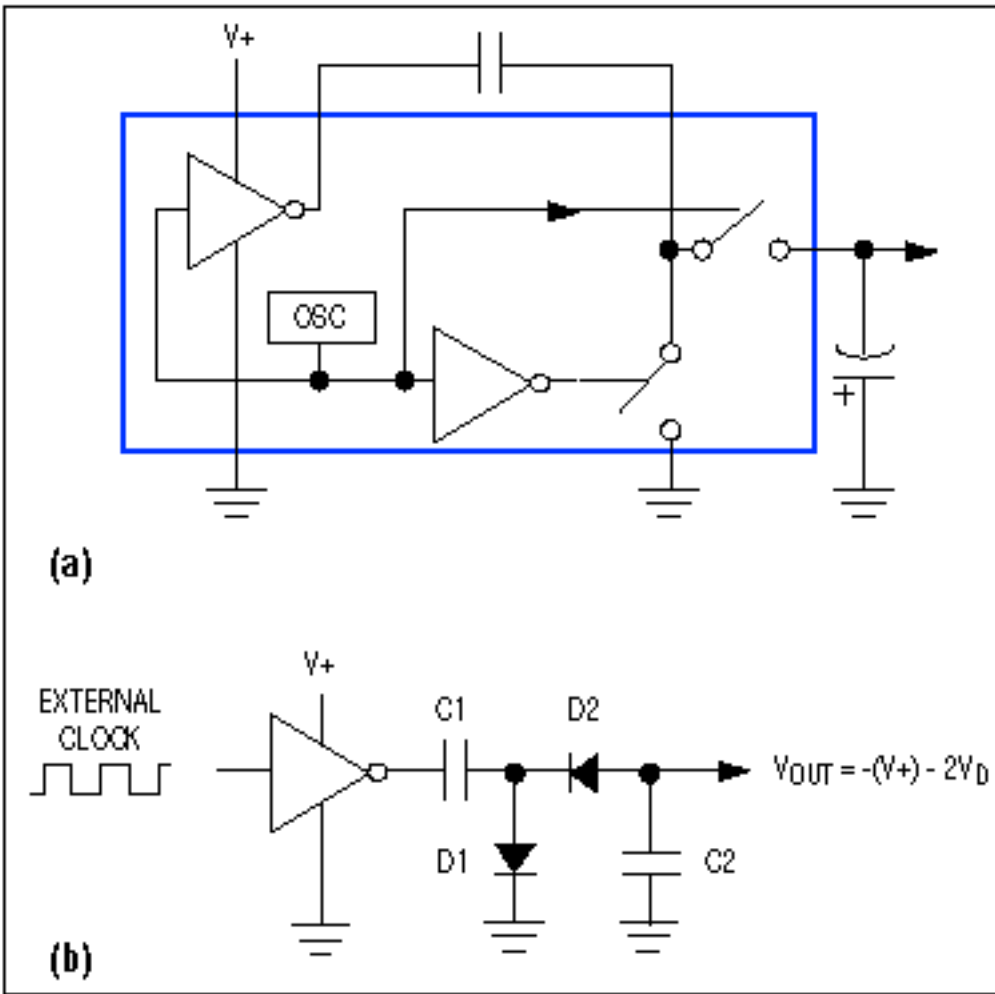 V+
OSC
+
(a)
V+
EXTERNAL
CLOCK
C1
D2
VOUT = -(V+) - 2VD
D1
C2
(b)